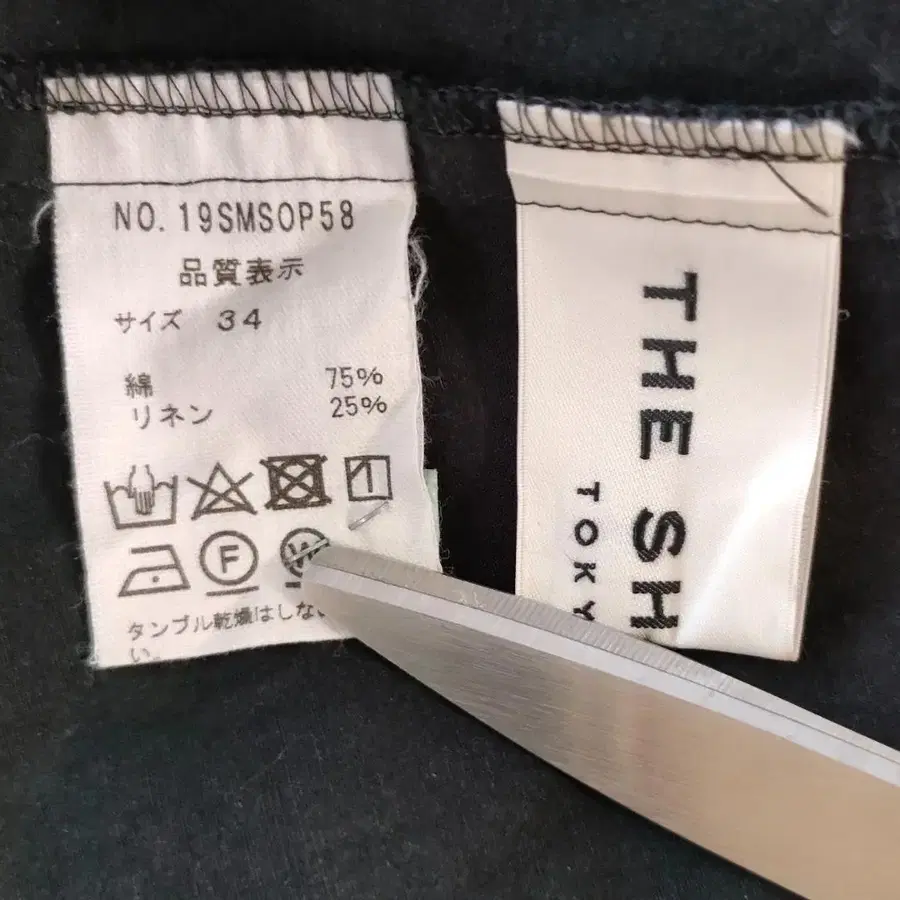 NO. 19SMSOP58
品質表示
サイズ 34
綿 75%
リネン 25%
F
W
タンブル乾燥はしな
い。
THE SH
TOKY